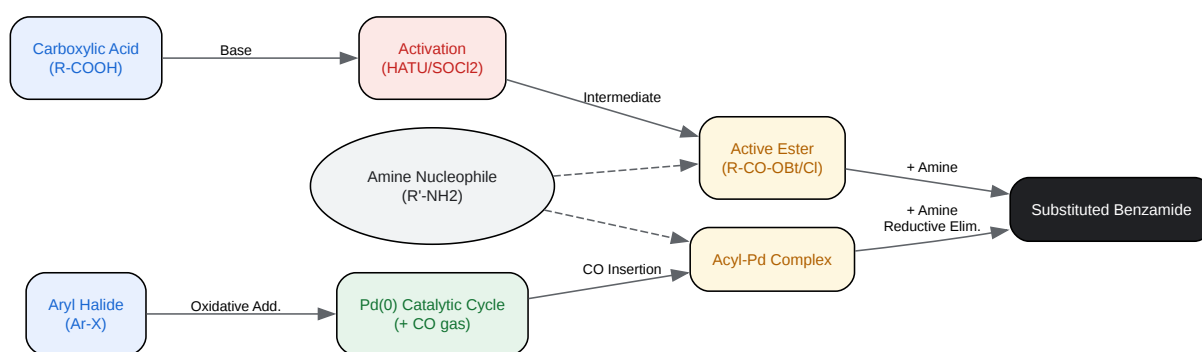 Carboxylic Acid
(R-COOH)
Base
Activation
(HATU/SOCl2)
Intermediate
Amine Nucleophile
(R'-NH2)
Active Ester
(R-CO-OBt/Cl)
+ Amine
Substituted Benzamide
+ Amine
Reductive Elim.
Acyl-Pd Complex
CO Insertion
Aryl Halide
(Ar-X)
Oxidative Add.
Pd(0) Catalytic Cycle
(+ CO gas)